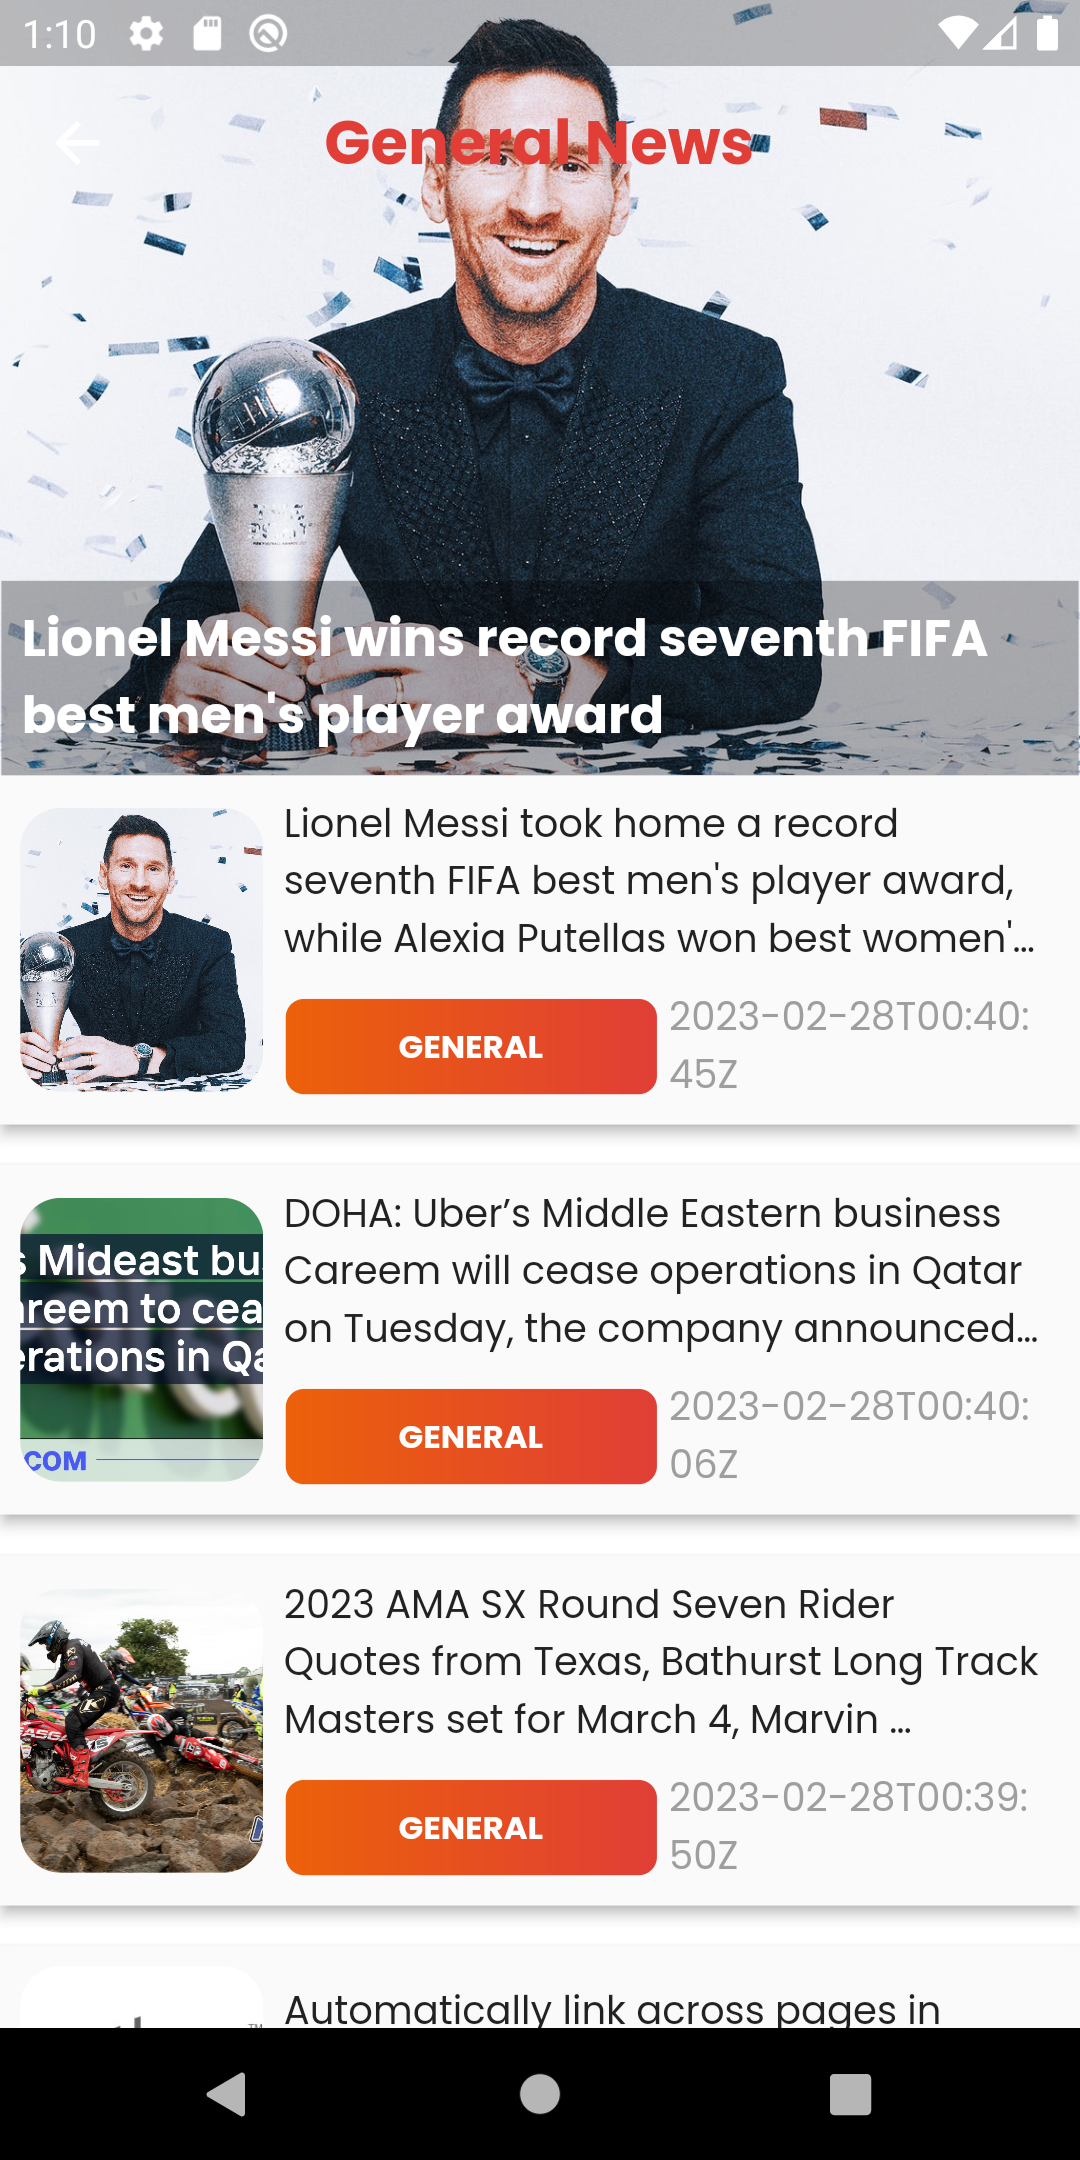 1:10
General News
Lionel Messi wins record seventh FIFA
best men's player award
Lionel Messi took home a record
seventh FIFA best men's player award,
while Alexia Putellas won best women'...
GENERAL
2023-02-28T00:40:
45Z
s Mideast bu
areem to cea
erations in Qa
COM
DOHA: Uber’s Middle Eastern business
Careem will cease operations in Qatar
on Tuesday, the company announced...
GENERAL
2023-02-28T00:40:
06Z
2023 AMA SX Round Seven Rider
Quotes from Texas, Bathurst Long Track
Masters set for March 4, Marvin ...
GENERAL
2023-02-28T00:39:
50Z
TM
Automatically link across pages in